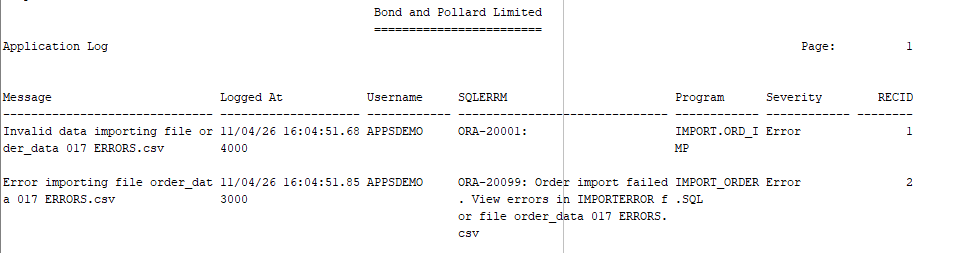 Bond and Pollard Limited
========================
Application Log Page: 1
Message Logged At Username SQLERRM Program Severity RECID
------------------------------ -------------------- ------------ ------------------------------ ------------ ------------ --------
Invalid data importing file or 11/04/26 16:04:51.68 APPSDEMO ORA-20001: IMPORT.ORD_I Error 1
der_data 017 ERRORS.csv 4000 MP
Error importing file order_dat 11/04/26 16:04:51.85 APPSDEMO ORA-20099: Order import failed IMPORT_ORDER Error 2
a 017 ERRORS.csv 3000 . View errors in IMPORTERROR f .SQL
or file order_data 017 ERRORS.
csv